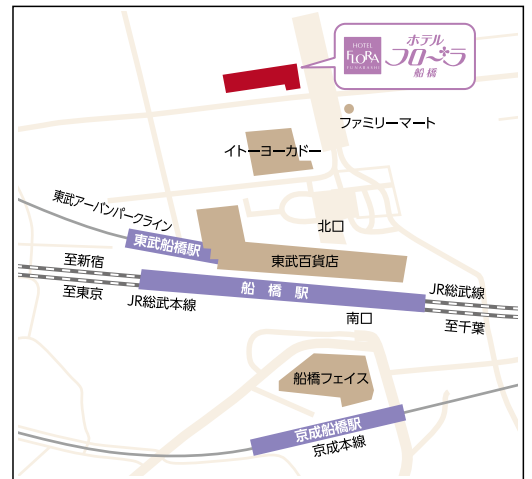 HOTEL
FLORA
FUNABASHI
ホテル
フローラ
船橋
ファミリーマート
イトーヨーカドー
東武アーバンパークライン
北口
東武船橋駅
東武百貨店
至新宿
至東京
JR総武本線
船橋駅
JR総武線
至千葉
南口
船橋フェイス
京成船橋駅
京成本線